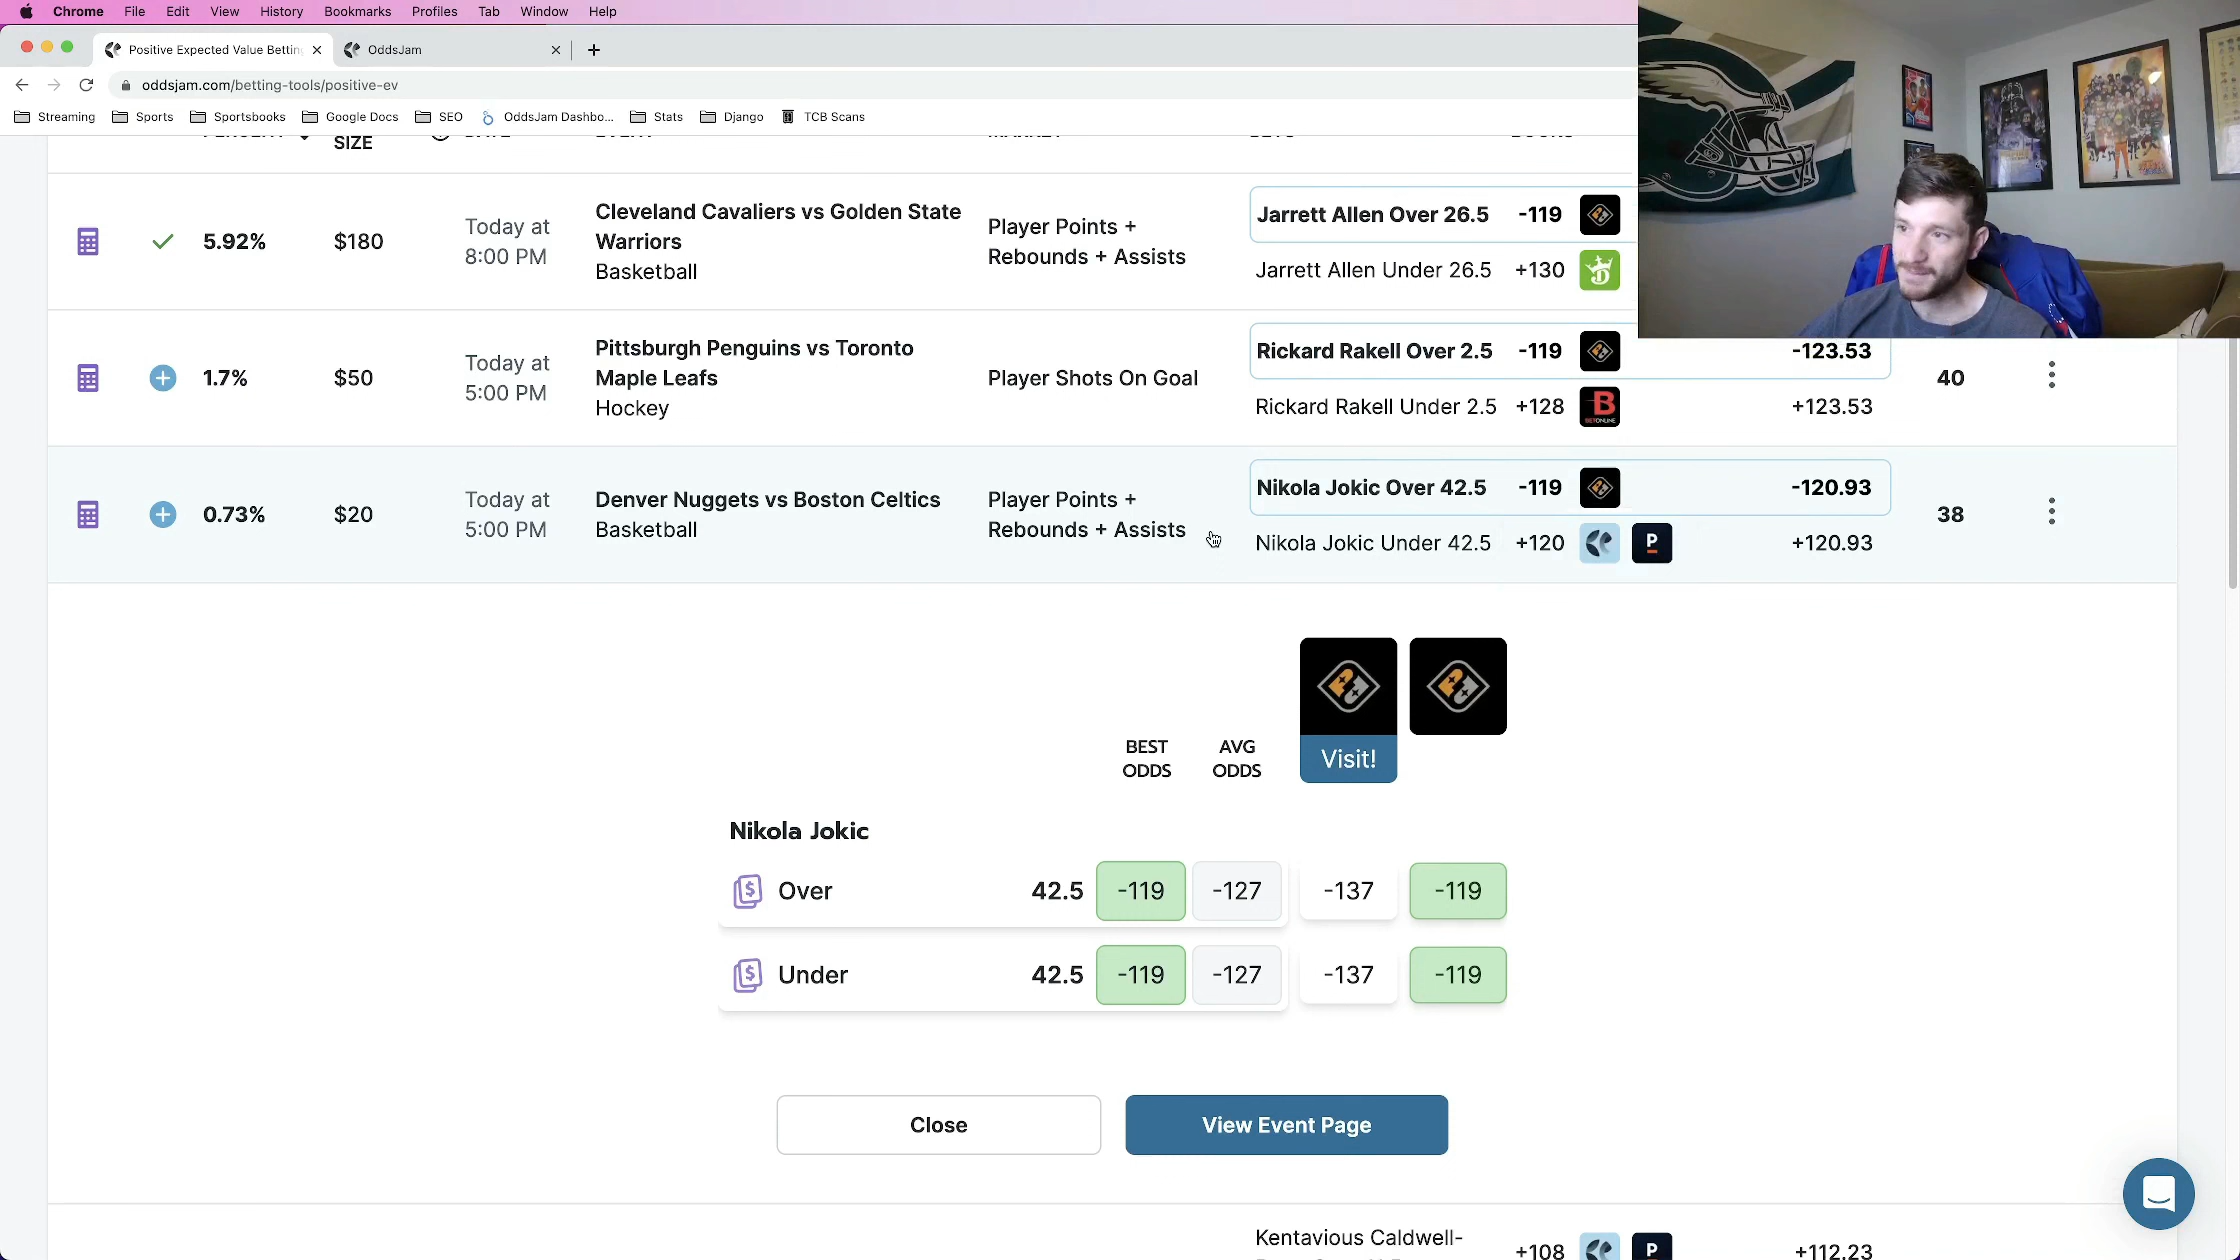 Chrome File Edit View History Bookmarks Profiles Tab Window Help
Positive Expected Value Bettin
OddsJam
oddsjam.com/betting-tools/positive-ev
Streaming Sports Sportsbooks Google Docs SEO OddsJam Dashbo... Stats Django TCB Scans
SIZE
5.92% $180 Today at 8:00 PM
Cleveland Cavaliers vs Golden State
Warriors
Basketball
Player Points +
Rebounds + Assists
Jarrett Allen Over 26.5 -119
Jarrett Allen Under 26.5 +130
1.7% $50 Today at 5:00 PM
Pittsburgh Penguins vs Toronto
Maple Leafs
Hockey
Player Shots On Goal
Rickard Rakell Over 2.5 -119 -123.53
Rickard Rakell Under 2.5 +128 B BETONLINE +123.53
40
0.73% $20 Today at 5:00 PM
Denver Nuggets vs Boston Celtics
Basketball
Player Points +
Rebounds + Assists
Nikola Jokic Over 42.5 -119 -120.93
Nikola Jokic Under 42.5 +120 P +120.93
38
BEST ODDS
AVG ODDS
Visit!
Nikola Jokic
Over 42.5 -119 -127 -137 -119
Under 42.5 -119 -127 -137 -119
Close
View Event Page
Kentavious Caldwell-
+108 P +112.23